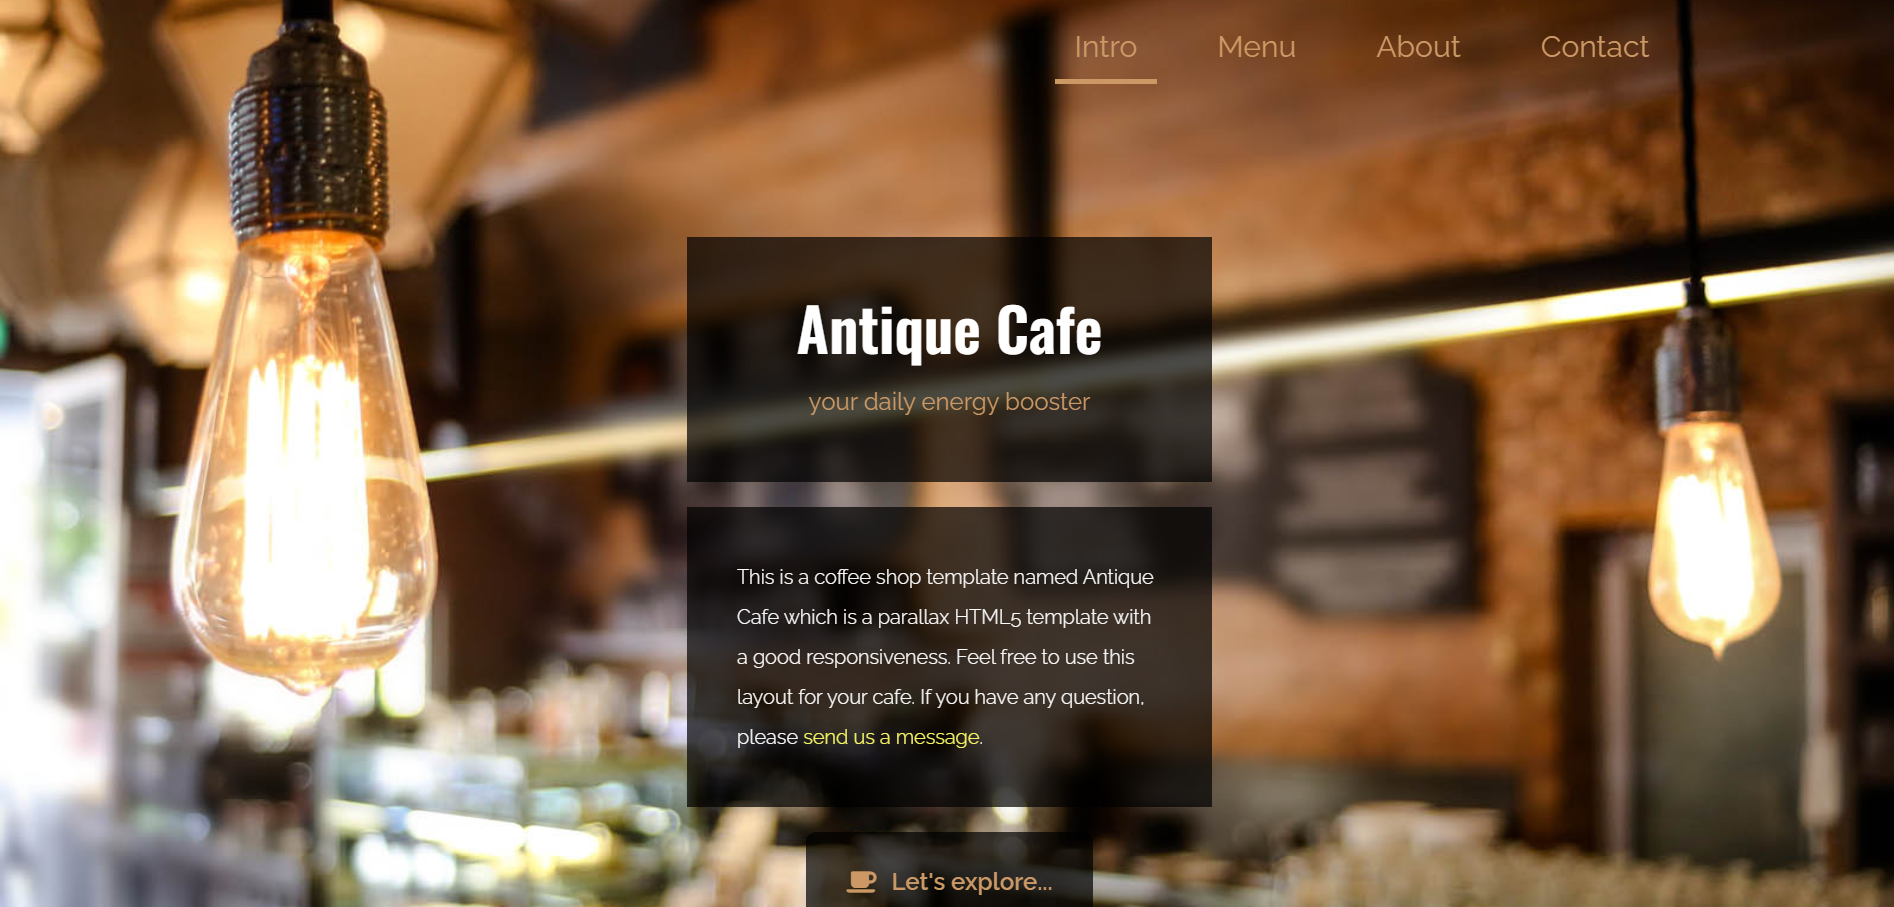 Intro Menu About Contact
Antique Cafe
your daily energy booster
This is a coffee shop template named Antique
Cafe which is a parallax HTML5 template with
a good responsiveness. Feel free to use this
layout for your cafe. If you have any question,
please send us a message.
Let's explore...